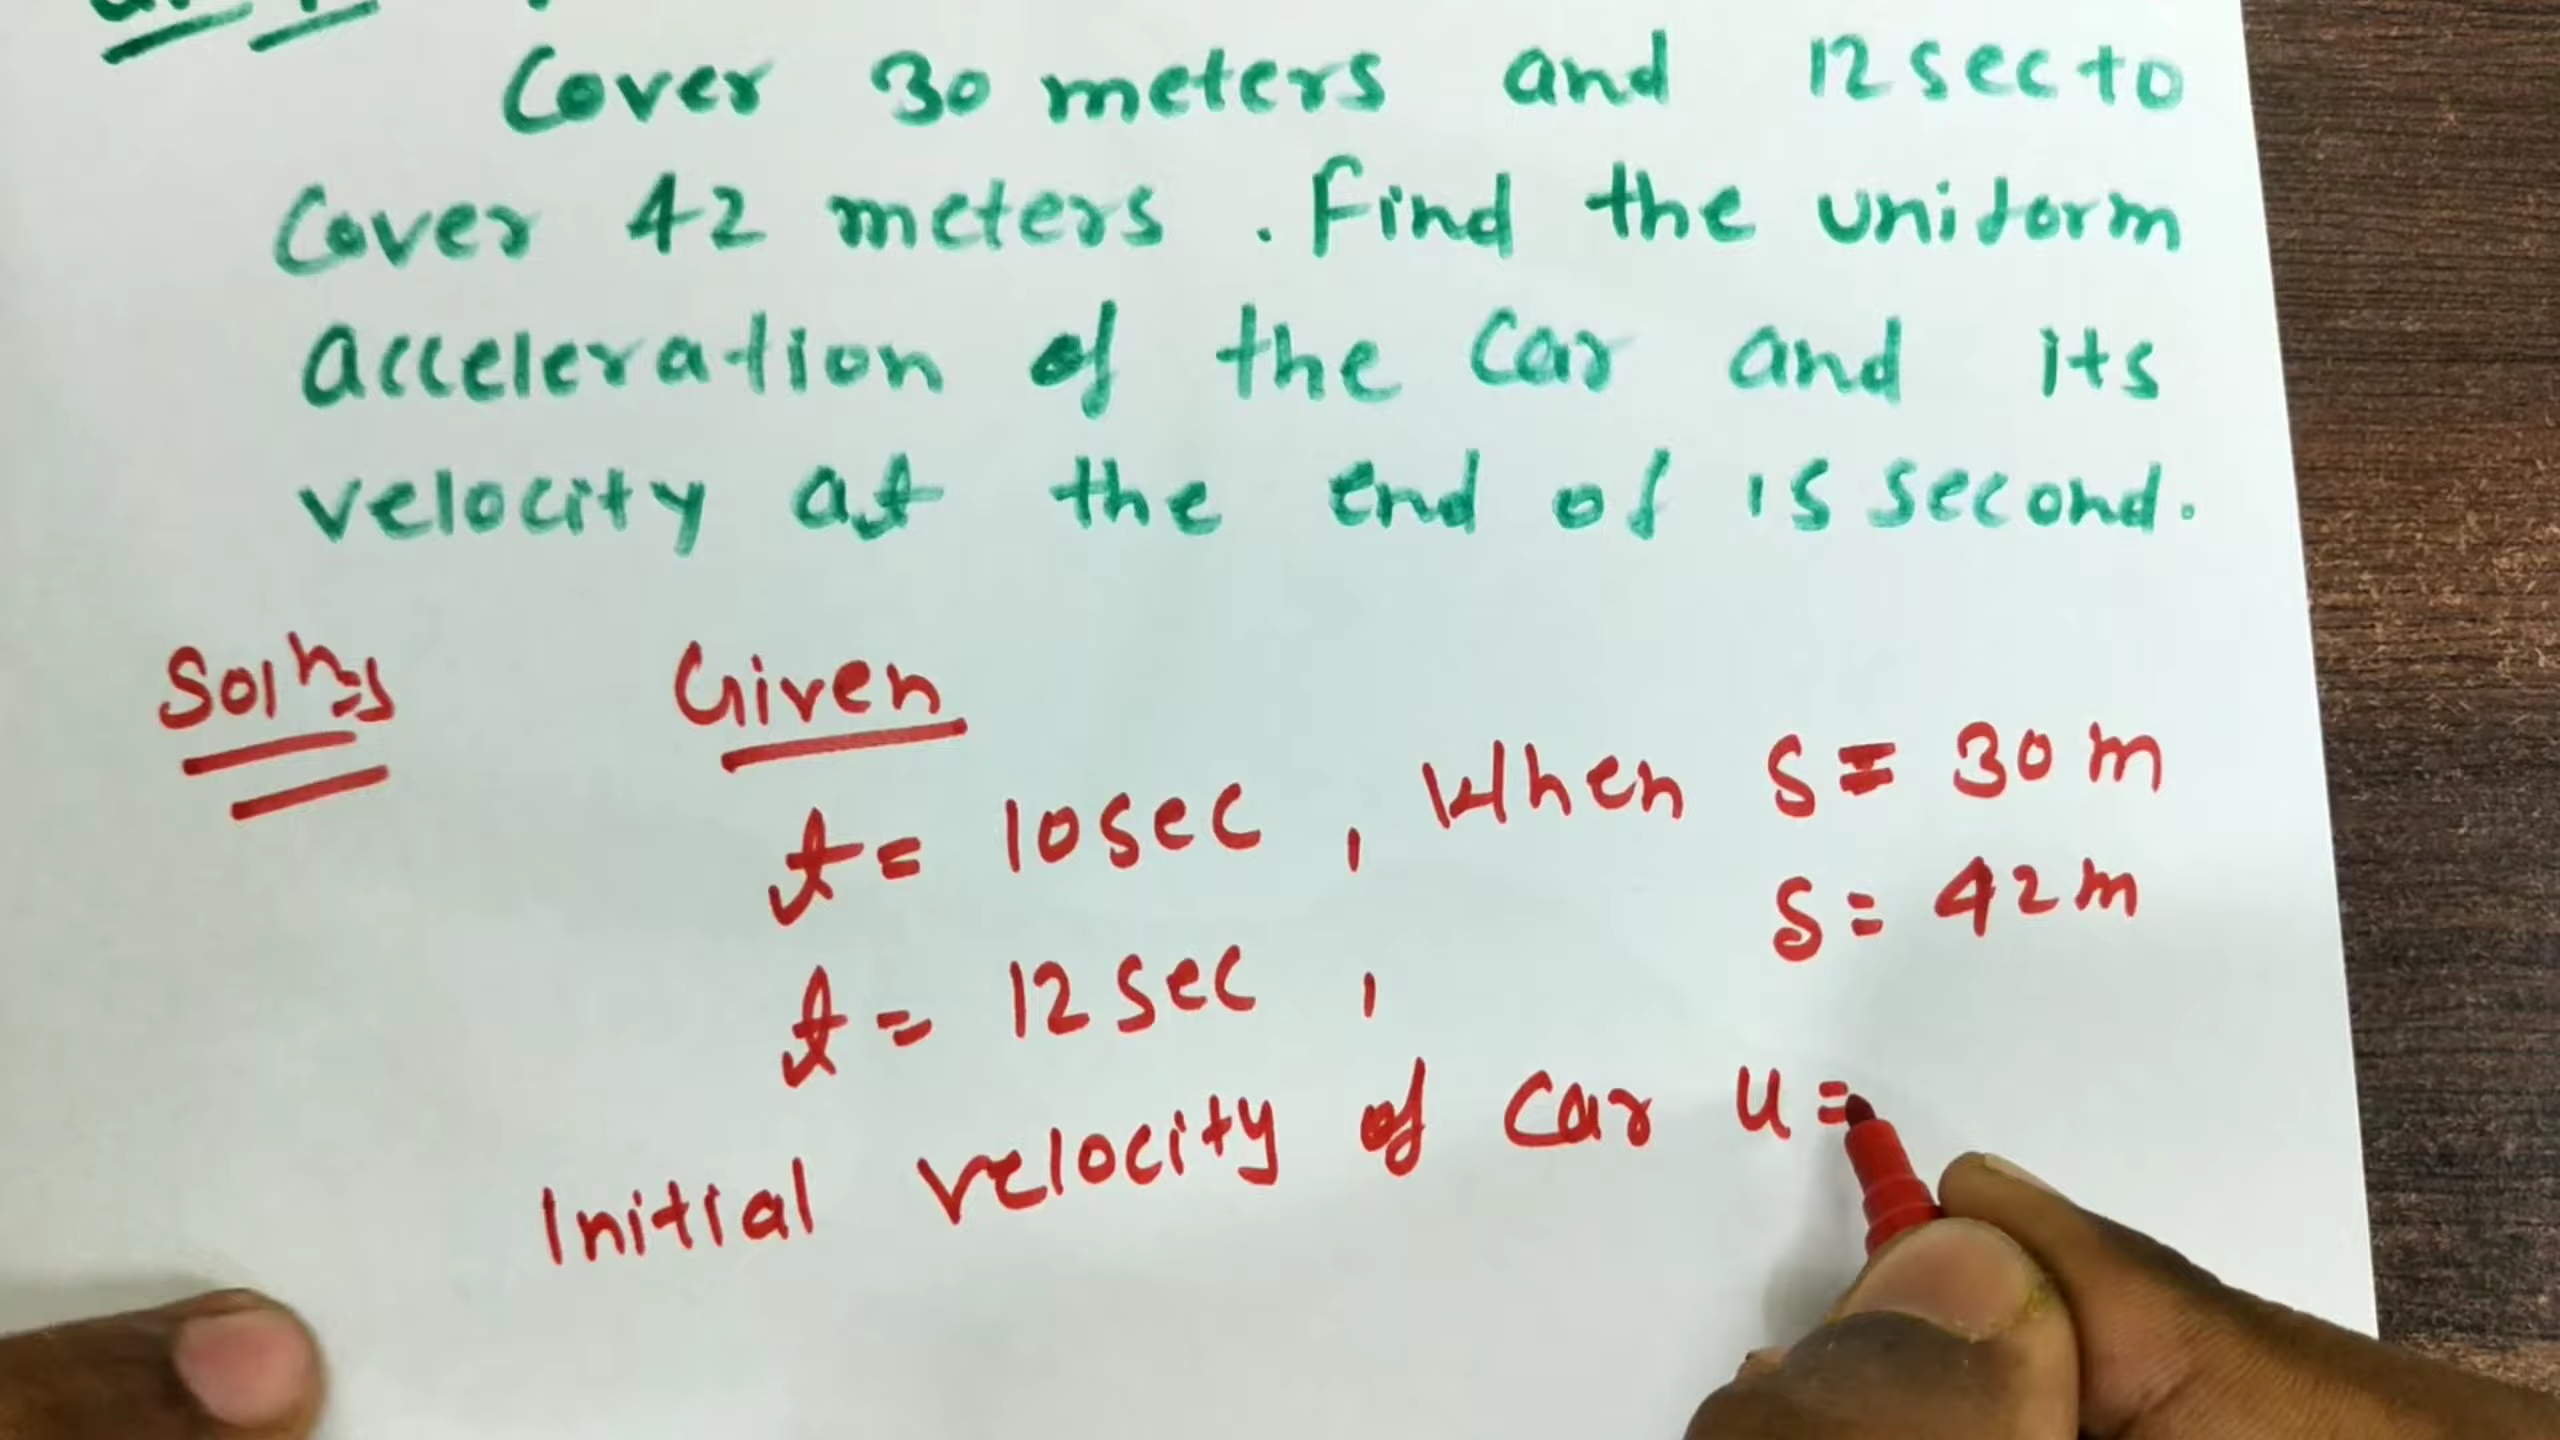 Cover 30 meters and 12 sec to
Cover 42 meters . Find the uniform
acceleration of the Car and its
velocity at the end of 15 second.
Soln:s
Given
t = 10 sec , When S = 30 m
t = 12 sec , S = 42 m
Initial velocity of Car u =